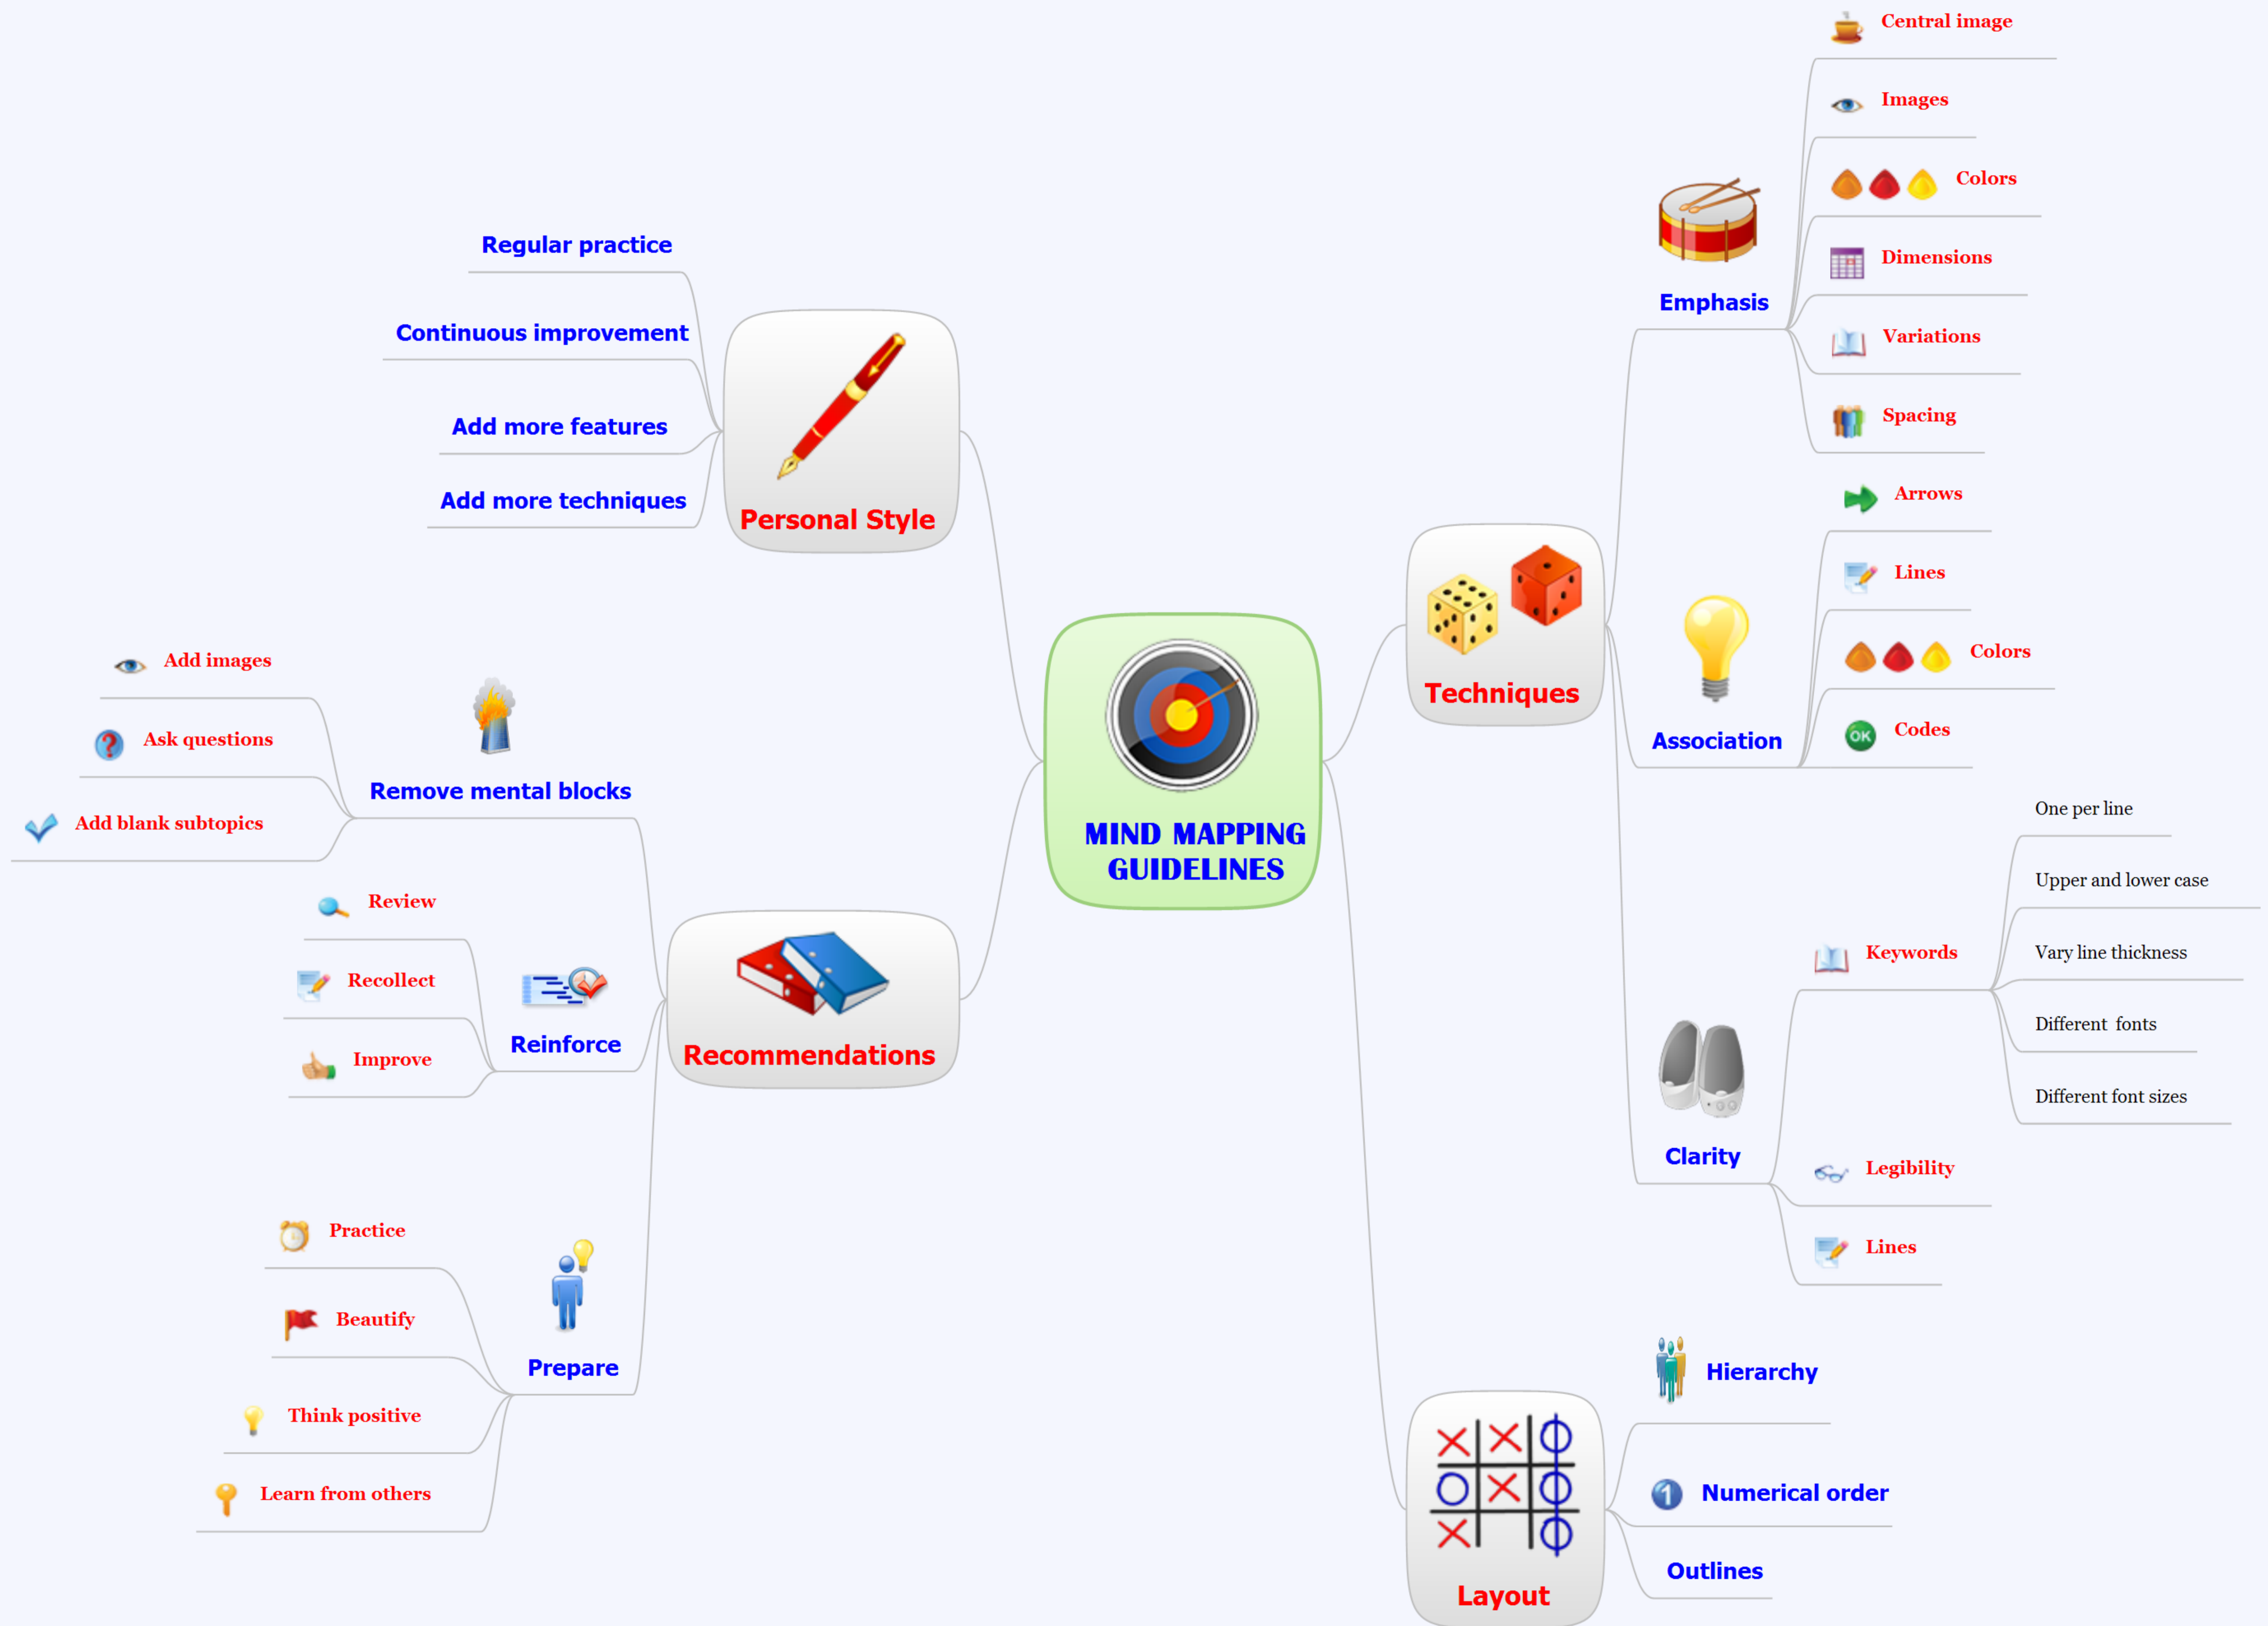 MIND MAPPING
GUIDELINES
Techniques
Emphasis
Central image
Images
Colors
Dimensions
Variations
Spacing
Association
Arrows
Lines
Colors
OK
Codes
Clarity
Keywords
One per line
Upper and lower case
Vary line thickness
Different  fonts
Different font sizes
Legibility
Lines
Layout
Hierarchy
1
Numerical order
Outlines
Personal Style
Regular practice
Continuous improvement
Add more features
Add more techniques
Recommendations
Remove mental blocks
Add images
?
Ask questions
Add blank subtopics
Reinforce
Review
Recollect
Improve
Prepare
Practice
Beautify
Think positive
Learn from others